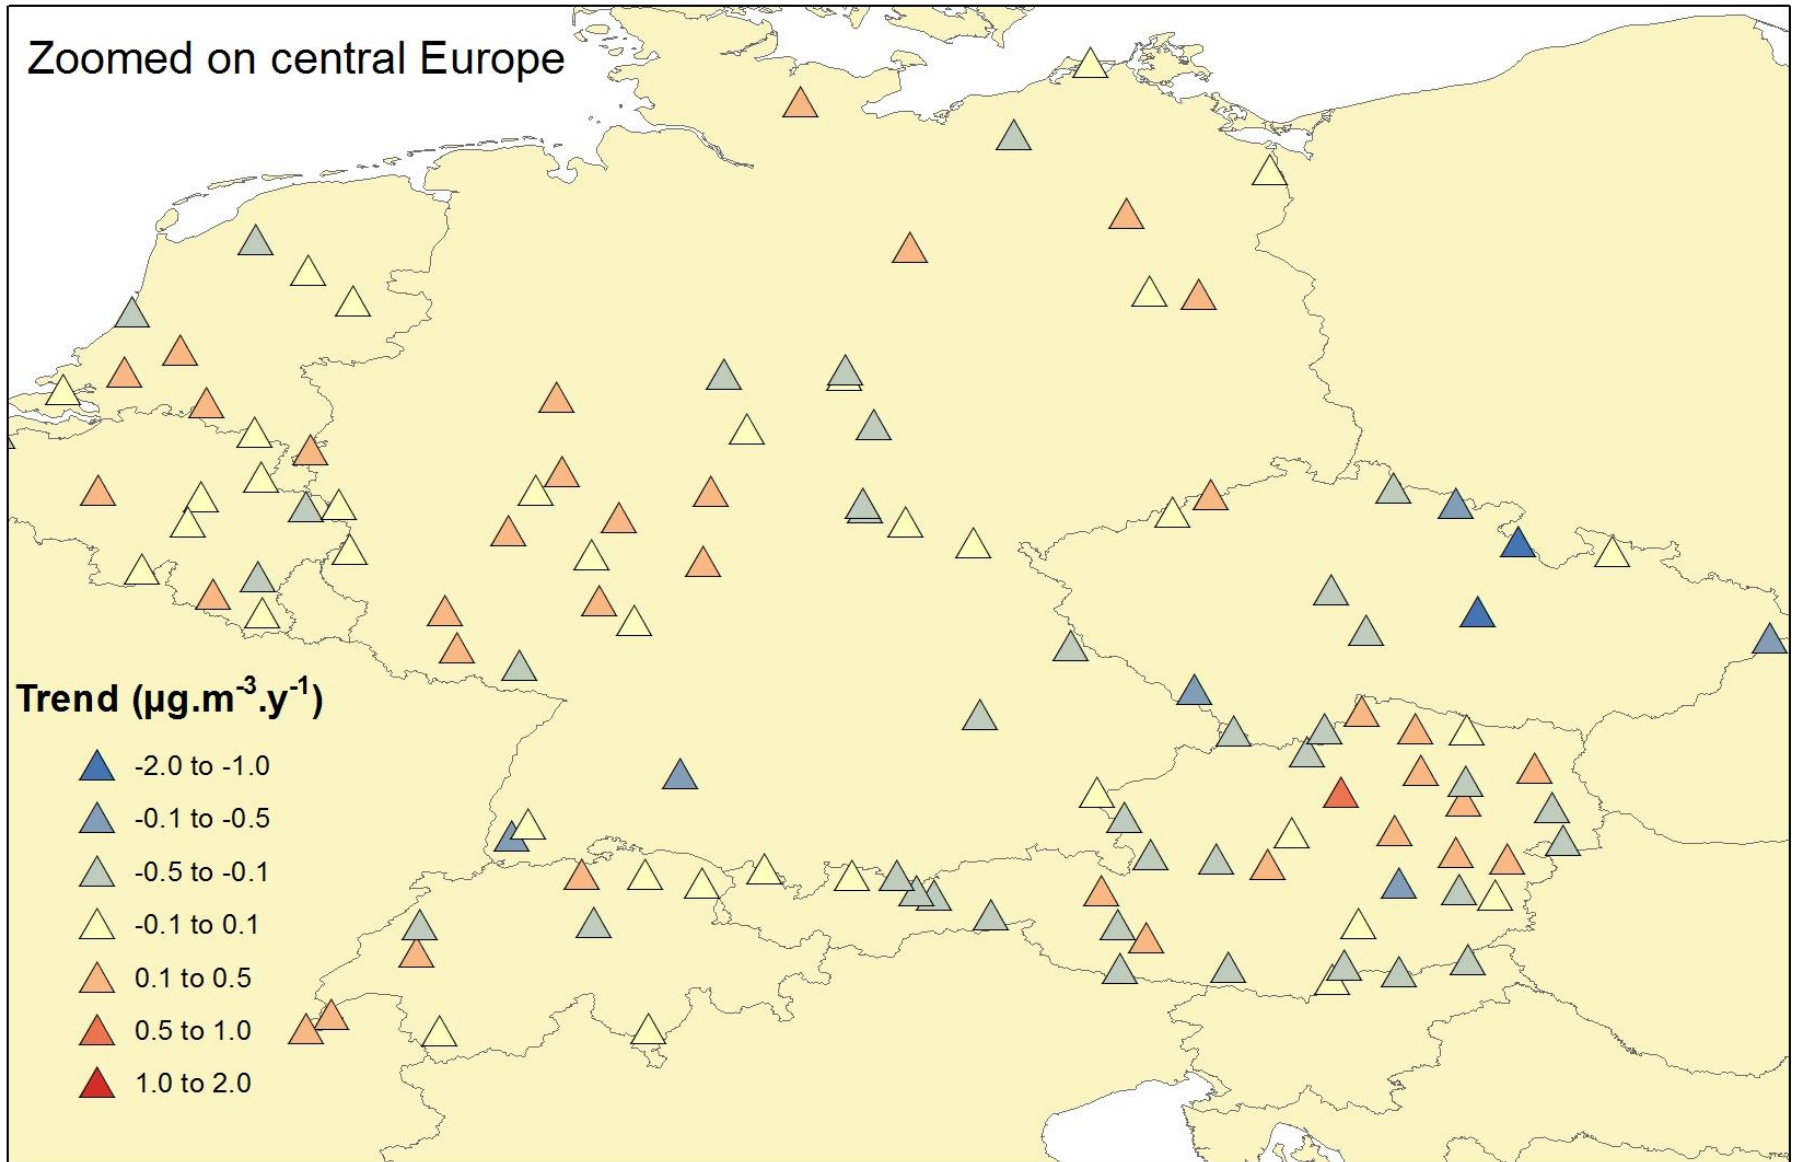 Zoomed on central Europe
Trend (µg.m⁻³.y⁻¹)
-2.0 to -1.0
-0.1 to -0.5
-0.5 to -0.1
-0.1 to 0.1
0.1 to 0.5
0.5 to 1.0
1.0 to 2.0